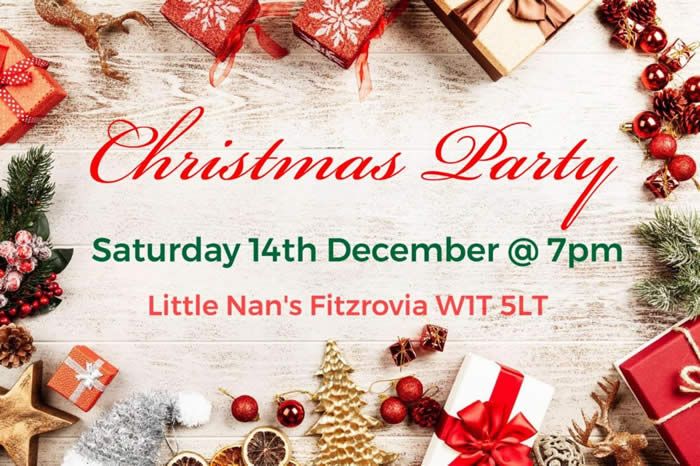 Christmas Party
Saturday 14th December @ 7pm
Little Nan's Fitzrovia W1T 5LT